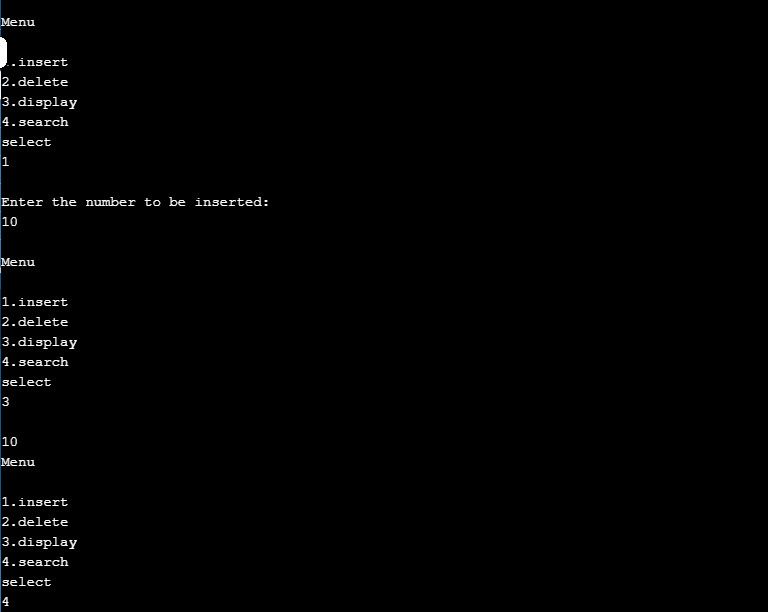 Menu
.insert
2.delete
3.display
4.search
select
1
Enter the number to be inserted:
10
Menu
1.insert
2.delete
3.display
4.search
select
3
10
Menu
1.insert
2.delete
3.display
4.search
select
4